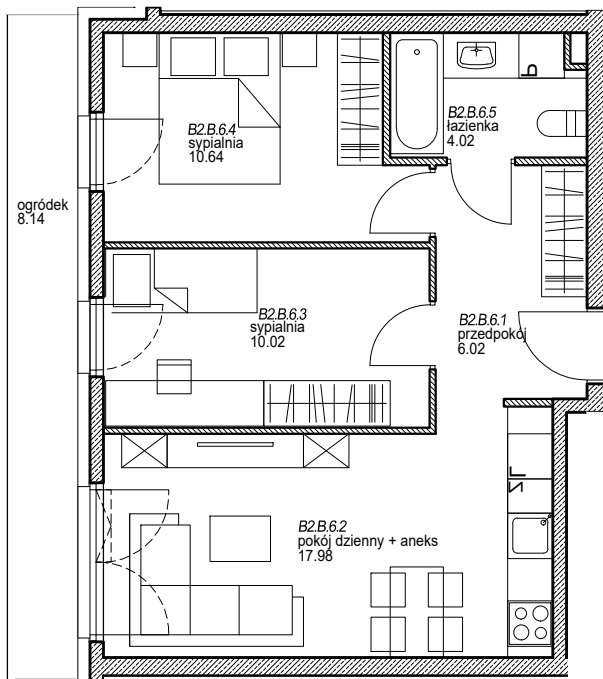 B2.B.6.4
sypialnia
10.64
B2.B.6.5
łazienka
4.02
P
ogródek
8.14
B2.B.6.3
sypialnia
10.02
B2.B.6.1
przedpokój
6.02
L
Z
B2.B.6.2
pokój dzienny + aneks
17.98